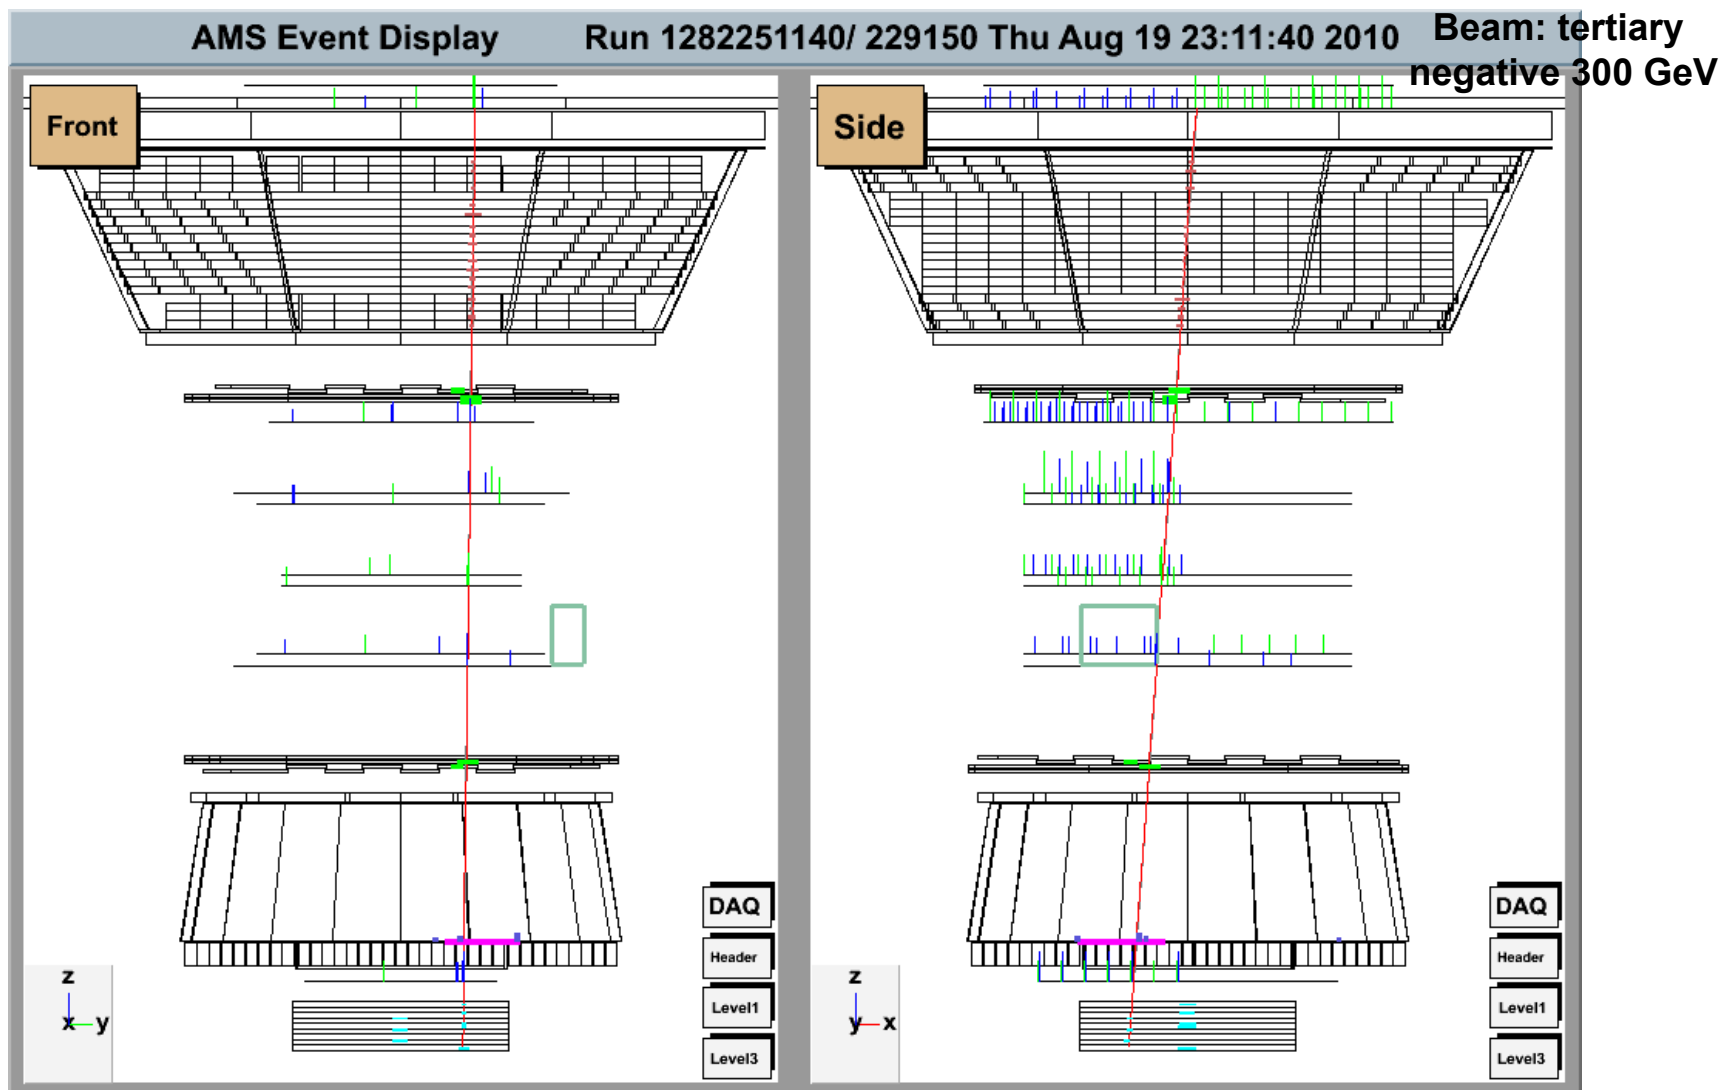 AMS Event Display Run 1282251140/ 229150 Thu Aug 19 23:11:40 2010
Beam: tertiary
negative 300 GeV
Front
Side
DAQ
Header
Level1
Level3
z
x y
DAQ
Header
Level1
Level3
z
y x